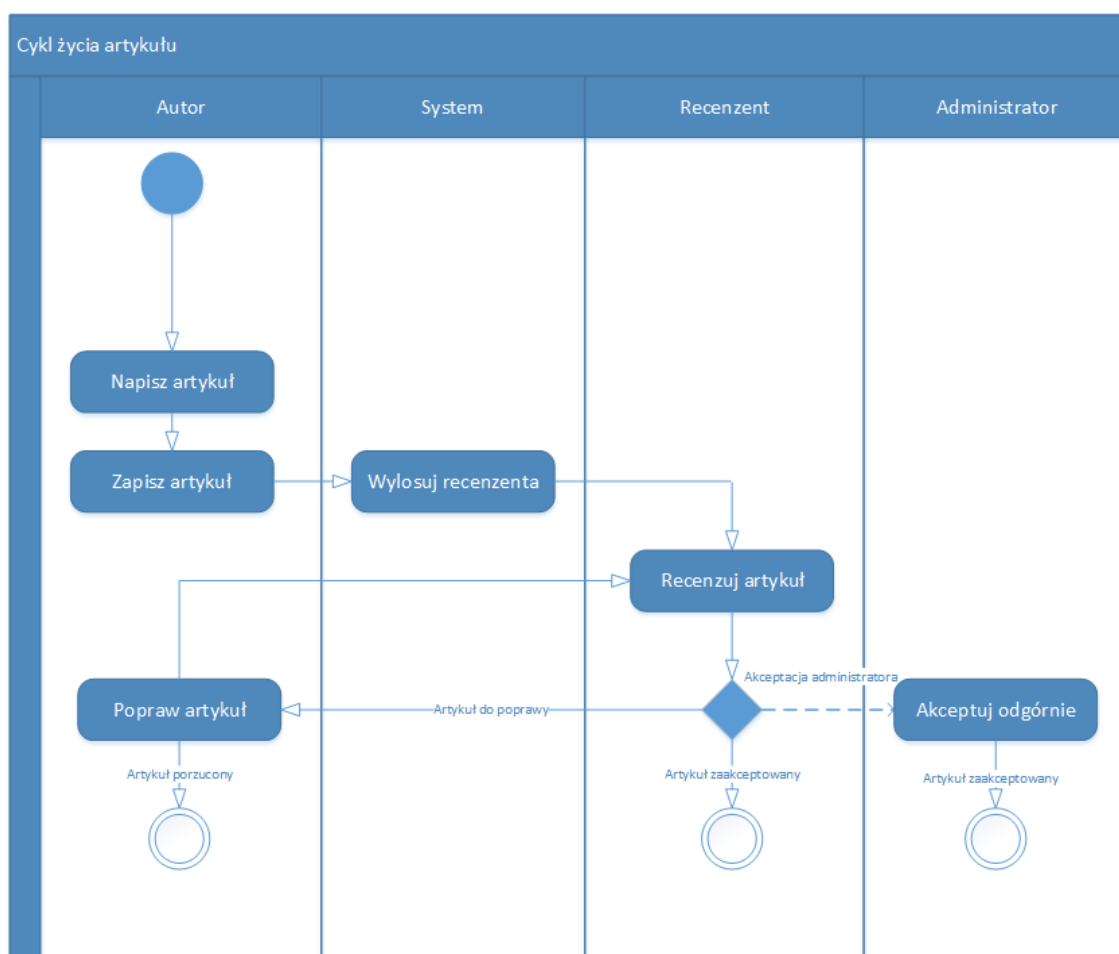 Cykl życia artykułu
Autor
System
Recenzent
Administrator
Napisz artykuł
Zapisz artykuł
Wylosuj recenzenta
Recenzuj artykuł
Akceptacja administratora
Popraw artykuł
Artykuł do poprawy
Akceptuj odgórnie
Artykuł porzucony
Artykuł zaakceptowany
Artykuł zaakceptowany